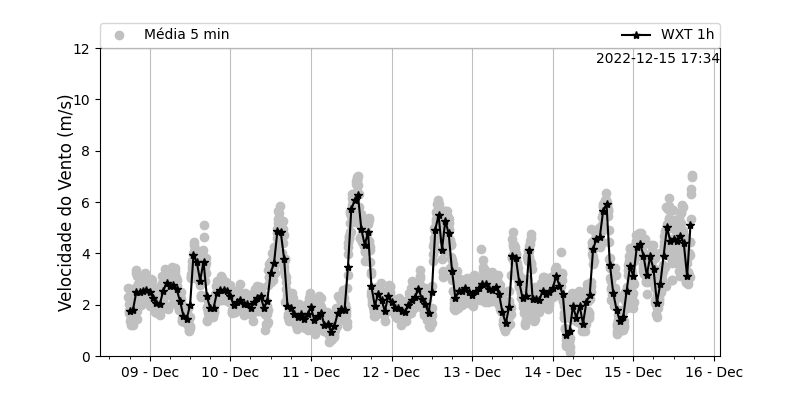 Média 5 min
WXT 1h
2022-12-15 17:34
Velocidade do Vento (m/s)
12
10
8
6
4
2
0
09 - Dec
10 - Dec
11 - Dec
12 - Dec
13 - Dec
14 - Dec
15 - Dec
16 - Dec